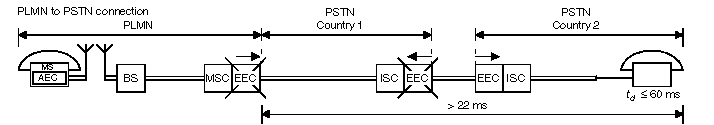 PLMN to PSTN connection
PLMN
PSTN
Country 1
PSTN
Country 2
MS
AEC
BS
MSC
EEC
ISC
EEC
EEC
ISC
> 22 ms
td ≤ 60 ms